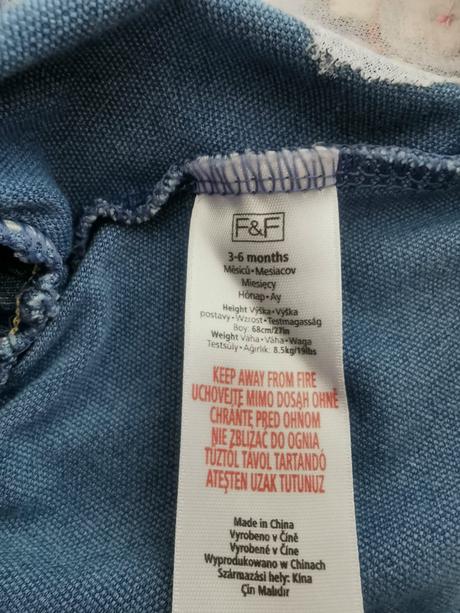 F&F
3-6 months
Měsíců•Mesiacov
Miesięcy
Hónap•Ay
Height Výška•Výška
postavy•Wzrost•Testmagasság
Boy: 68cm/27in
Weight Váha•Váha•Waga
Testsúly•Ağırlık: 8.5kg/19lbs
KEEP AWAY FROM FIRE
UCHOVEJTE MIMO DOSAH OHNĚ
CHRÁŇTE PRED OHŇOM
NIE ZBLIŻAĆ DO OGNIA
TŰZTŐL TÁVOL TARTANDÓ
ATEŞTEN UZAK TUTUNUZ
Made in China
Vyrobeno v Číně
Vyrobené v Číne
Wyprodukowano w Chinach
Származási hely: Kína
Çin Malıdır